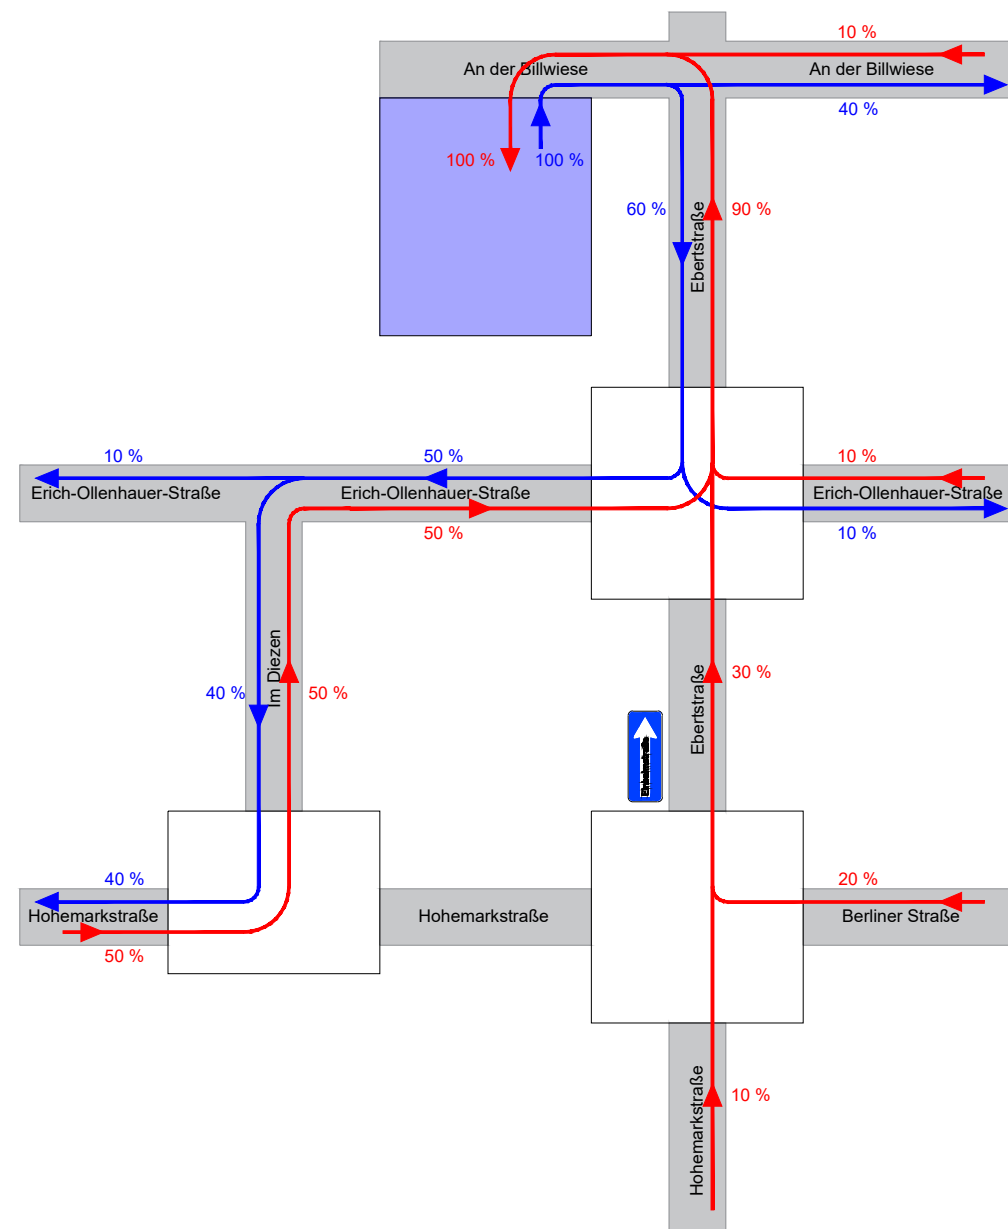 10 %
An der Billwiese
An der Billwiese
40 %
100 %
100 %
60 %
Ebertstraße
90 %
10 %
50 %
10 %
Erich-Ollenhauer-Straße
Erich-Ollenhauer-Straße
Erich-Ollenhauer-Straße
50 %
10 %
Im Diezen
40 %
50 %
Ebertstraße
30 %
Einbahnstraße
40 %
20 %
Hohemarkstraße
Hohemarkstraße
Berliner Straße
50 %
Hohemarkstraße
10 %